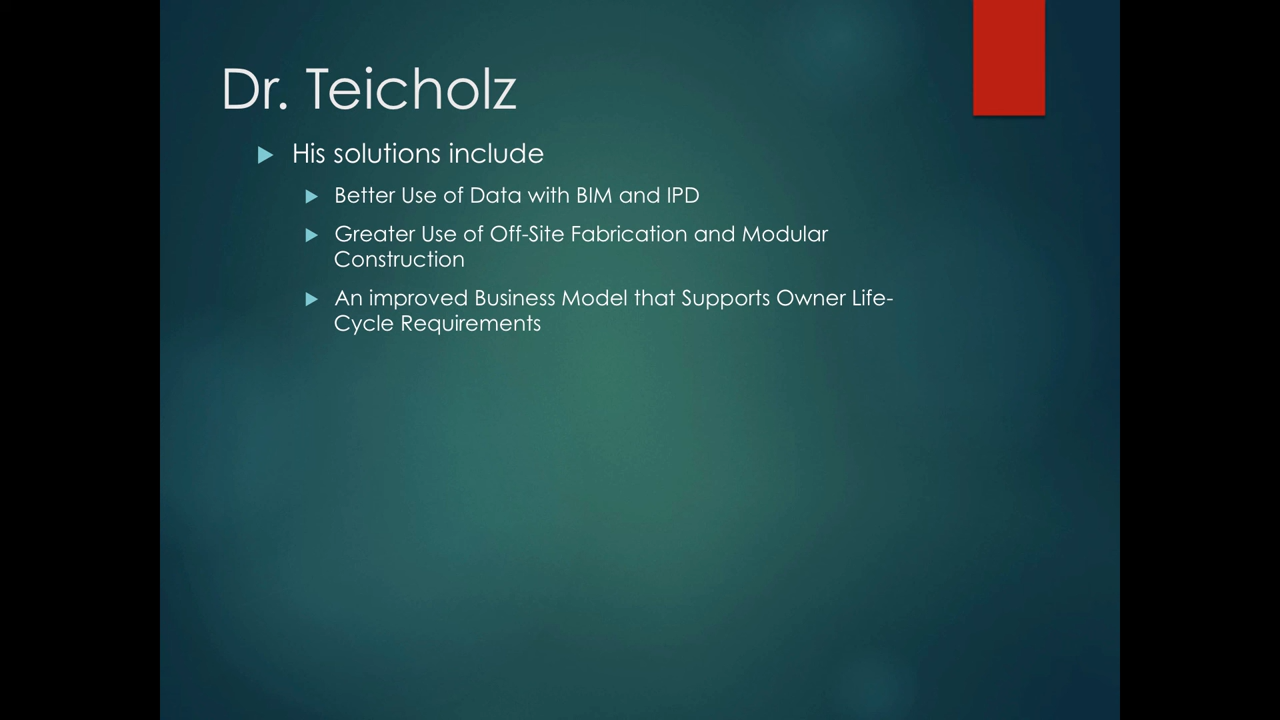 Dr. Teicholz
His solutions include
Better Use of Data with BIM and IPD
Greater Use of Off-Site Fabrication and Modular
Construction
An improved Business Model that Supports Owner Life-
Cycle Requirements